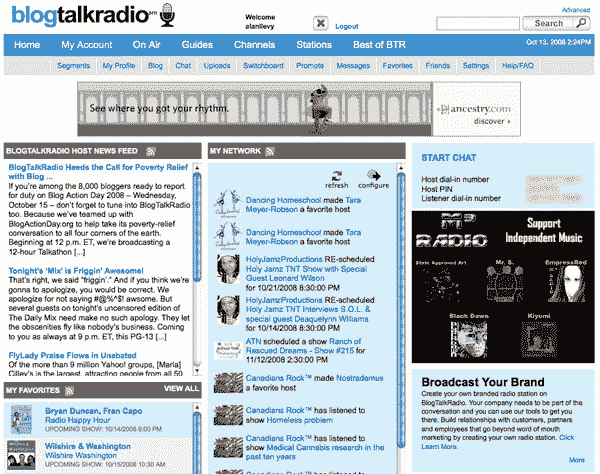 blogtalkradio
Welcome
alanlevy
Logout
Advanced
Search
Home My Account On Air Guides Channels Stations Best of BTR
Oct 13, 2008 2:24PM
Segments My Profile Blog Chat Uploads Switchboard Promote Messages Favorites Friends Settings Help/FAQ
See where you got your rhythm.
ancestry.com
discover
BLOGTALKRADIO HOST NEWS FEED
BlogTalkRadio Heeds the Call for Poverty Relief
with Blog ...
If you're among the 8,000 bloggers ready to report
for duty on Blog Action Day 2008 – Wednesday,
October 15 – don't forget to tune into BlogTalkRadio
too. Because we've teamed up with
BlogActionDay.org to help take its poverty-relief
conversation to all four corners of the earth.
Beginning at 12 p.m. ET, we're broadcasting a
12-hour Talkathon [...]
Tonight's 'Mix' is Friggin' Awesome!
That's right, we said "friggin'." And if you think we're
gonna to apologize, you would be correct. We
apologize for not saying #@%^$! awsome. But
several guests on tonight's uncensored edition of
The Daily Mix need make no such apology. They let
the obscenities fly like nobody's business. Coming
to you as always at 9 p.m. ET, this PG-13 [...]
FlyLady Praise Flows in Unabated
Of the more than 9 million Yahoo! groups, [Marla]
Cilley's is the largest, attracting people from all 50
MY FAVORITES VIEW ALL
Bryan Duncan, Fran Capo
Radio Happy Hour
UPCOMING SHOW: 10/14/2008 9:00 PM
Wilshire & Washington
Wilshire Washington
UPCOMING SHOW: 10/15/2008 10:30 AM
MY NETWORK
refresh configure
Dancing Homeschool made Tara
Meyer-Robson a favorite host
Dancing Homeschool made Tara
Meyer-Robson a favorite host
HolyJamzProductions RE-scheduled
Holy Jamz TNT Show with Special
Guest Leonard Wilson
for 10/21/2008 8:30:00 PM
HolyJamzProductions RE-scheduled
Holy Jamz TNT Interviews S.O.L. &
special guest Deaquelynn Williams
for 10/14/2008 8:30:00 PM
ATN scheduled a show Ranch of
Rescued Dreams - Show #215 for
11/12/2008 2:30:00 PM
Canadians Rock™ made Nostradamus
a favorite host
Canadians Rock™ has listened to
show Homeless problem
Canadians Rock™ has listened to
show Medical Cannabis research in the
past ten years
Canadians Rock™ has listened to
START CHAT
Host dial-in number
Host PIN
Listener dial-in number
M³
RADIO
Support
Independent Music
State Approved Art
Mr. S.
EmpressRed
Black Dawn
Kiyomi
Broadcast Your Brand
Create your own branded radio station on
BlogTalkRadio. Your company needs to be part of the
conversation and you can use our tools to get you
there. Build relationships with customers, partners
and employees that go beyond word of mouth
marketing by creating your own radio station. Click
Learn More.
More